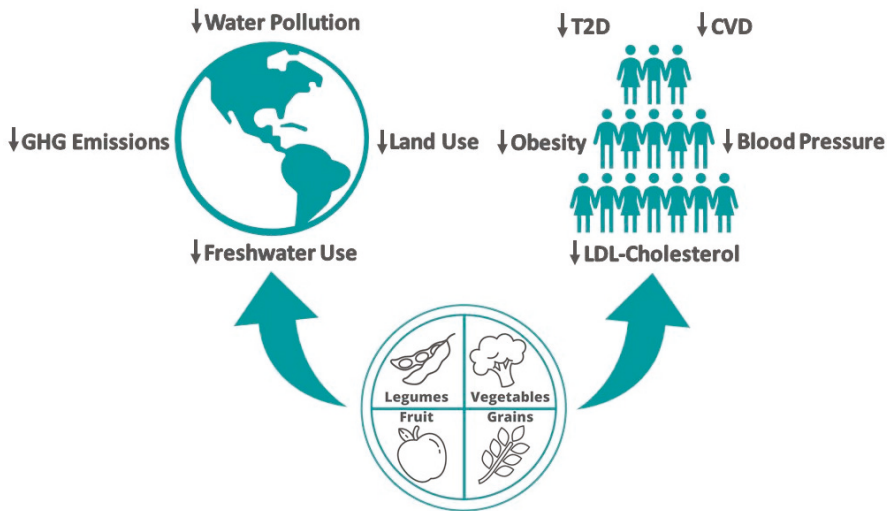 ↓Water Pollution
↓GHG Emissions
↓Land Use
↓Freshwater Use
↓T2D
↓CVD
↓Obesity
↓Blood Pressure
↓LDL-Cholesterol
Legumes
Vegetables
Fruit
Grains